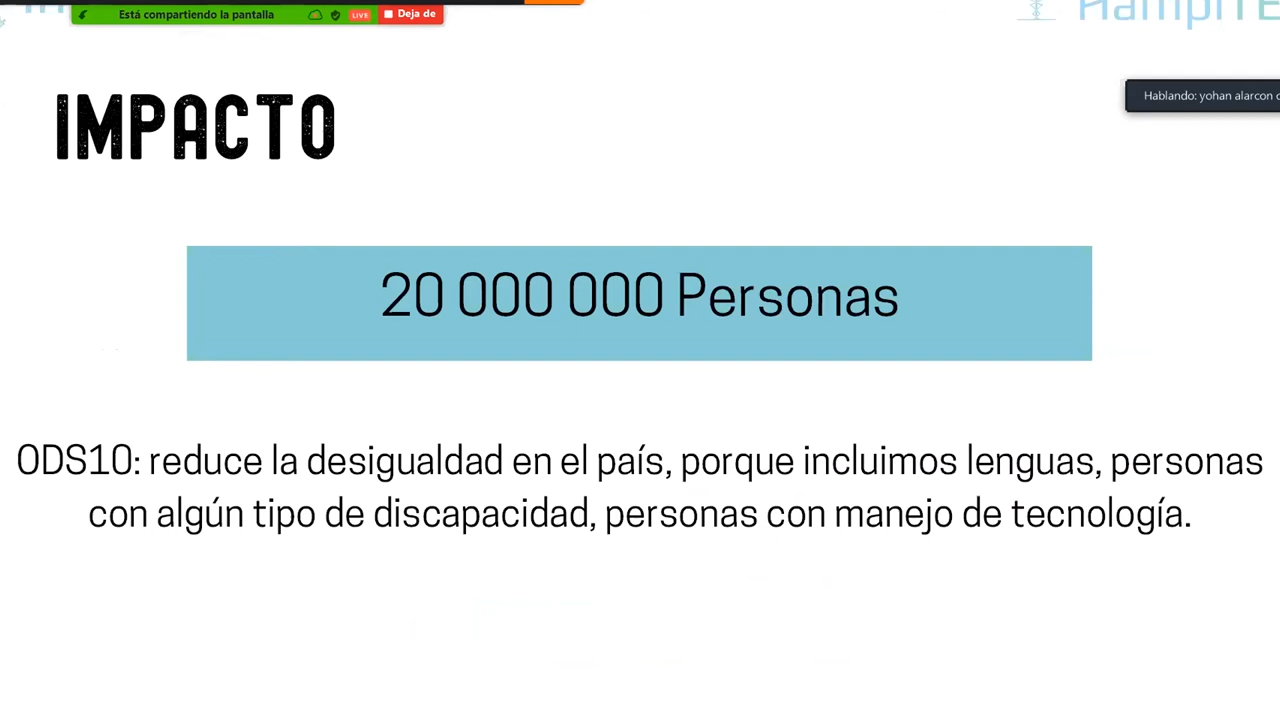 Está compartiendo la pantalla
LIVE
Deja de
Hablando: yohan alarcon
IMPACTO
20 000 000 Personas
ODS10: reduce la desigualdad en el país, porque incluimos lenguas, personas
con algún tipo de discapacidad, personas con manejo de tecnología.